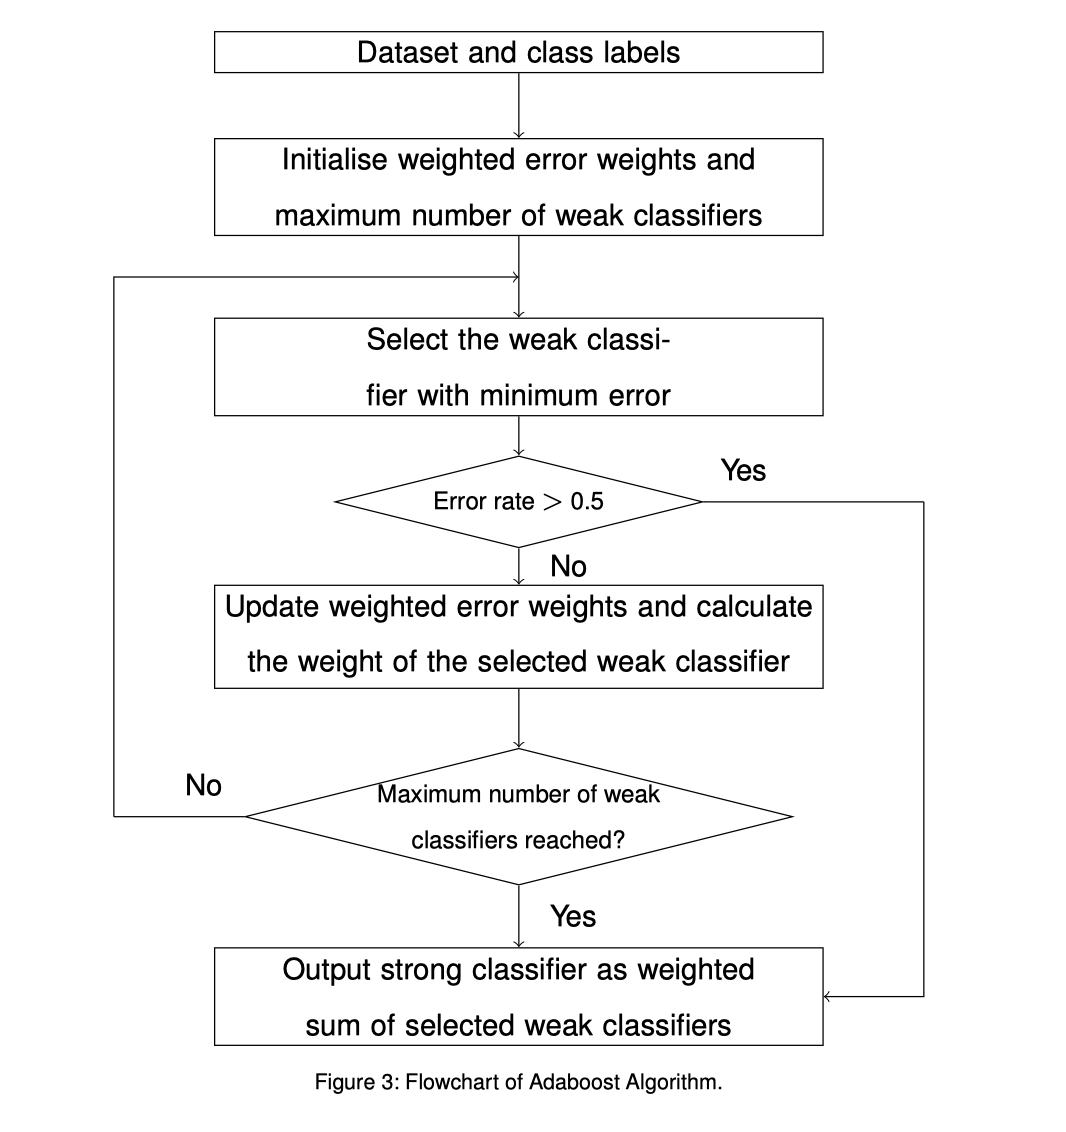 Dataset and class labels
Initialise weighted error weights and
maximum number of weak classifiers
Select the weak classi-
fier with minimum error
Yes
Error rate > 0.5
No
Update weighted error weights and calculate
the weight of the selected weak classifier
No
Maximum number of weak
classifiers reached?
Yes
Output strong classifier as weighted
sum of selected weak classifiers
Figure 3: Flowchart of Adaboost Algorithm.